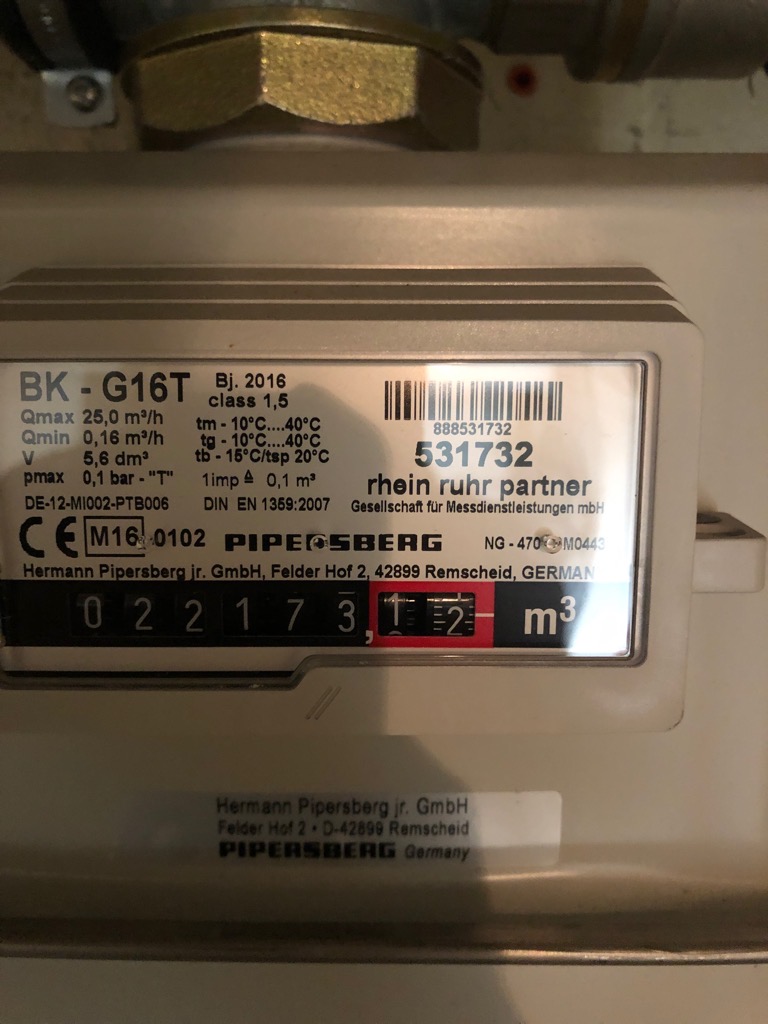 BK - G16T
Bj. 2016
class 1,5
Qmax 25,0 m³/h
Qmin 0,16 m³/h
V 5,6 dm³
pmax 0,1 bar - "T"
tm - 10°C....40°C
tg - 10°C....40°C
tb - 15°C/tsp 20°C
1imp ≙ 0,1 m³
888531732
531732
rhein ruhr partner
Gesellschaft für Messdienstleistungen mbH
DE-12-MI002-PTB006
DIN EN 1359:2007
CE M16 0102
PIPERSBERG
M0443
Hermann Pipersberg jr. GmbH, Felder Hof 2, 42899 Remscheid, GERMANY
022173,12 m³
Hermann Pipersberg jr. GmbH
Felder Hof 2 • D-42899 Remscheid
PIPERSBERG Germany